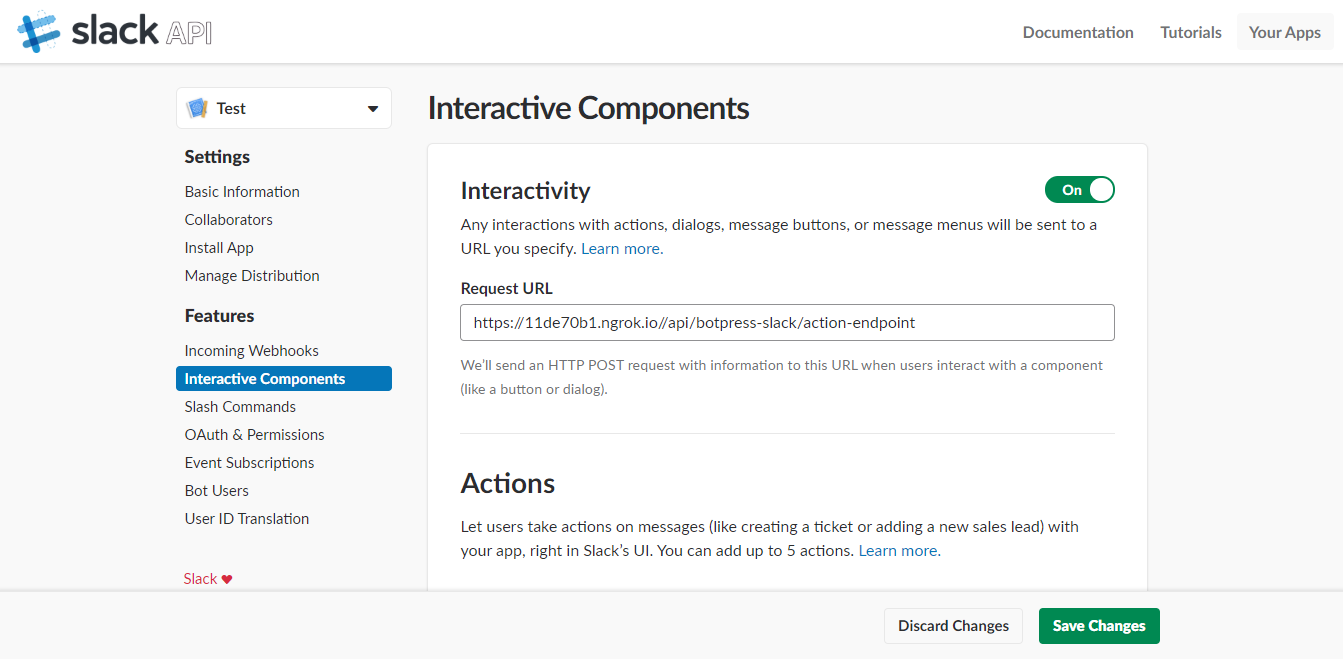 slack API
Documentation
Tutorials
Your Apps
Test
Settings
Basic Information
Collaborators
Install App
Manage Distribution
Features
Incoming Webhooks
Interactive Components
Slash Commands
OAuth & Permissions
Event Subscriptions
Bot Users
User ID Translation
Slack ♥
Interactive Components
Interactivity
On
Any interactions with actions, dialogs, message buttons, or message menus will be sent to a
URL you specify. Learn more.
Request URL
https://11de70b1.ngrok.io//api/botpress-slack/action-endpoint
We'll send an HTTP POST request with information to this URL when users interact with a component
(like a button or dialog).
Actions
Let users take actions on messages (like creating a ticket or adding a new sales lead) with
your app, right in Slack's UI. You can add up to 5 actions. Learn more.
Discard Changes
Save Changes